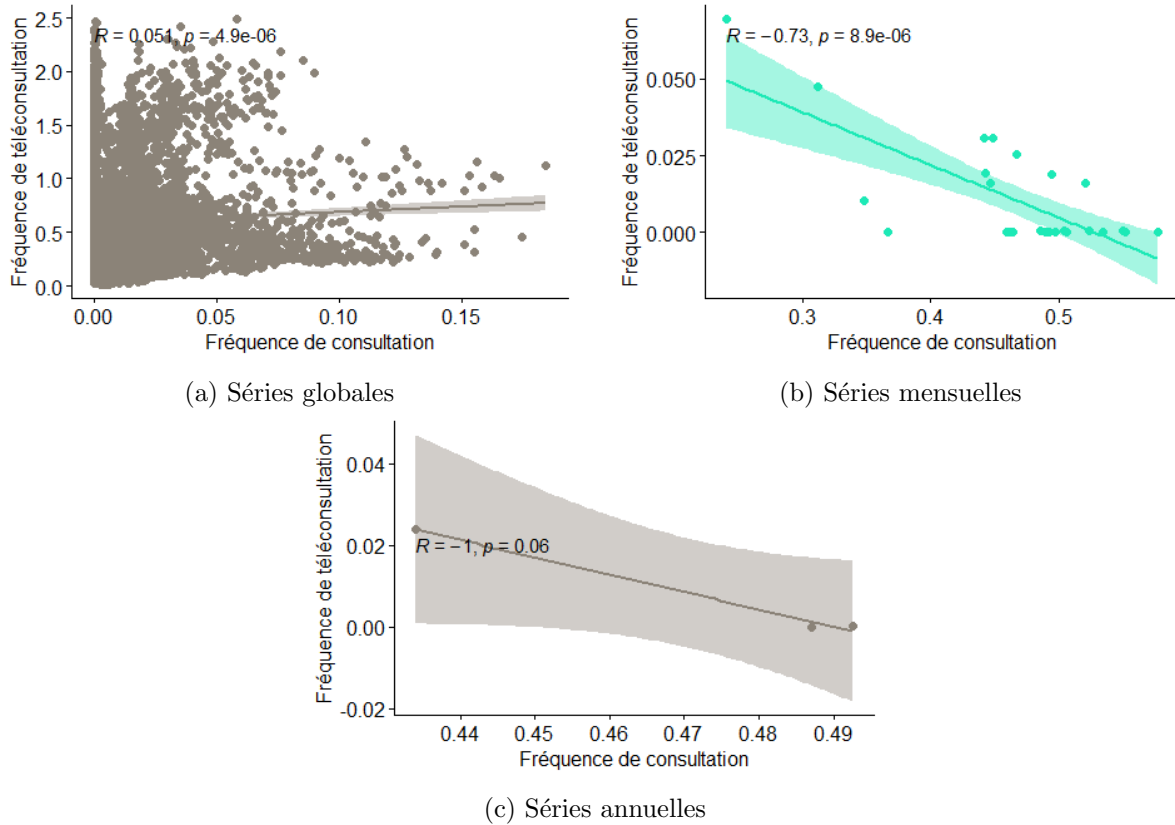 R = 0.051, p = 4.9e-06
Fréquence de téléconsultation
2.5
2.0
1.5
1.0
0.5
0.0
0.00 0.05 0.10 0.15
Fréquence de consultation
(a) Séries globales
R = −0.73, p = 8.9e-06
Fréquence de téléconsultation
0.050
0.025
0.000
0.3 0.4 0.5
Fréquence de consultation
(b) Séries mensuelles
Fréquence de téléconsultation
0.04
0.02
0.00
-0.02
R = −1, p = 0.06
0.44 0.45 0.46 0.47 0.48 0.49
Fréquence de consultation
(c) Séries annuelles